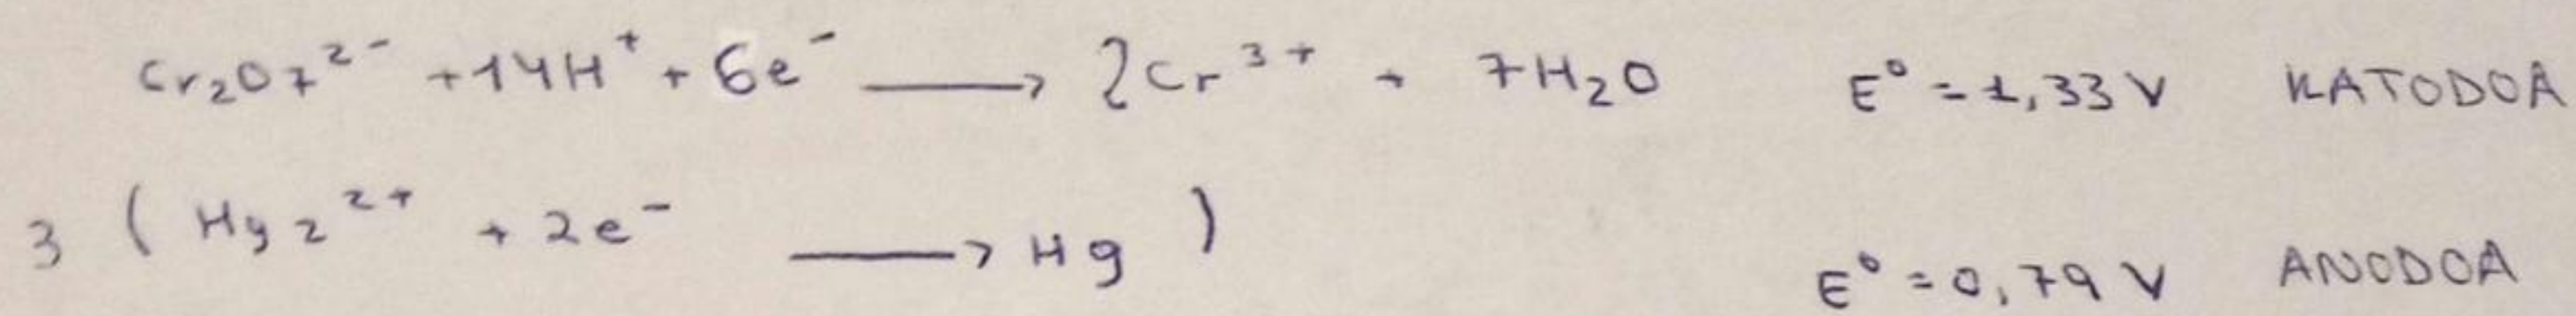 Cr₂O₇²⁻ + 14H⁺ + 6e⁻ ⟶ 2Cr³⁺ + 7H₂O E° = 1,33 V KATODOA
3 ( Hg₂²⁺ + 2e⁻ ⟶ Hg ) E° = 0,79 V ANODOA